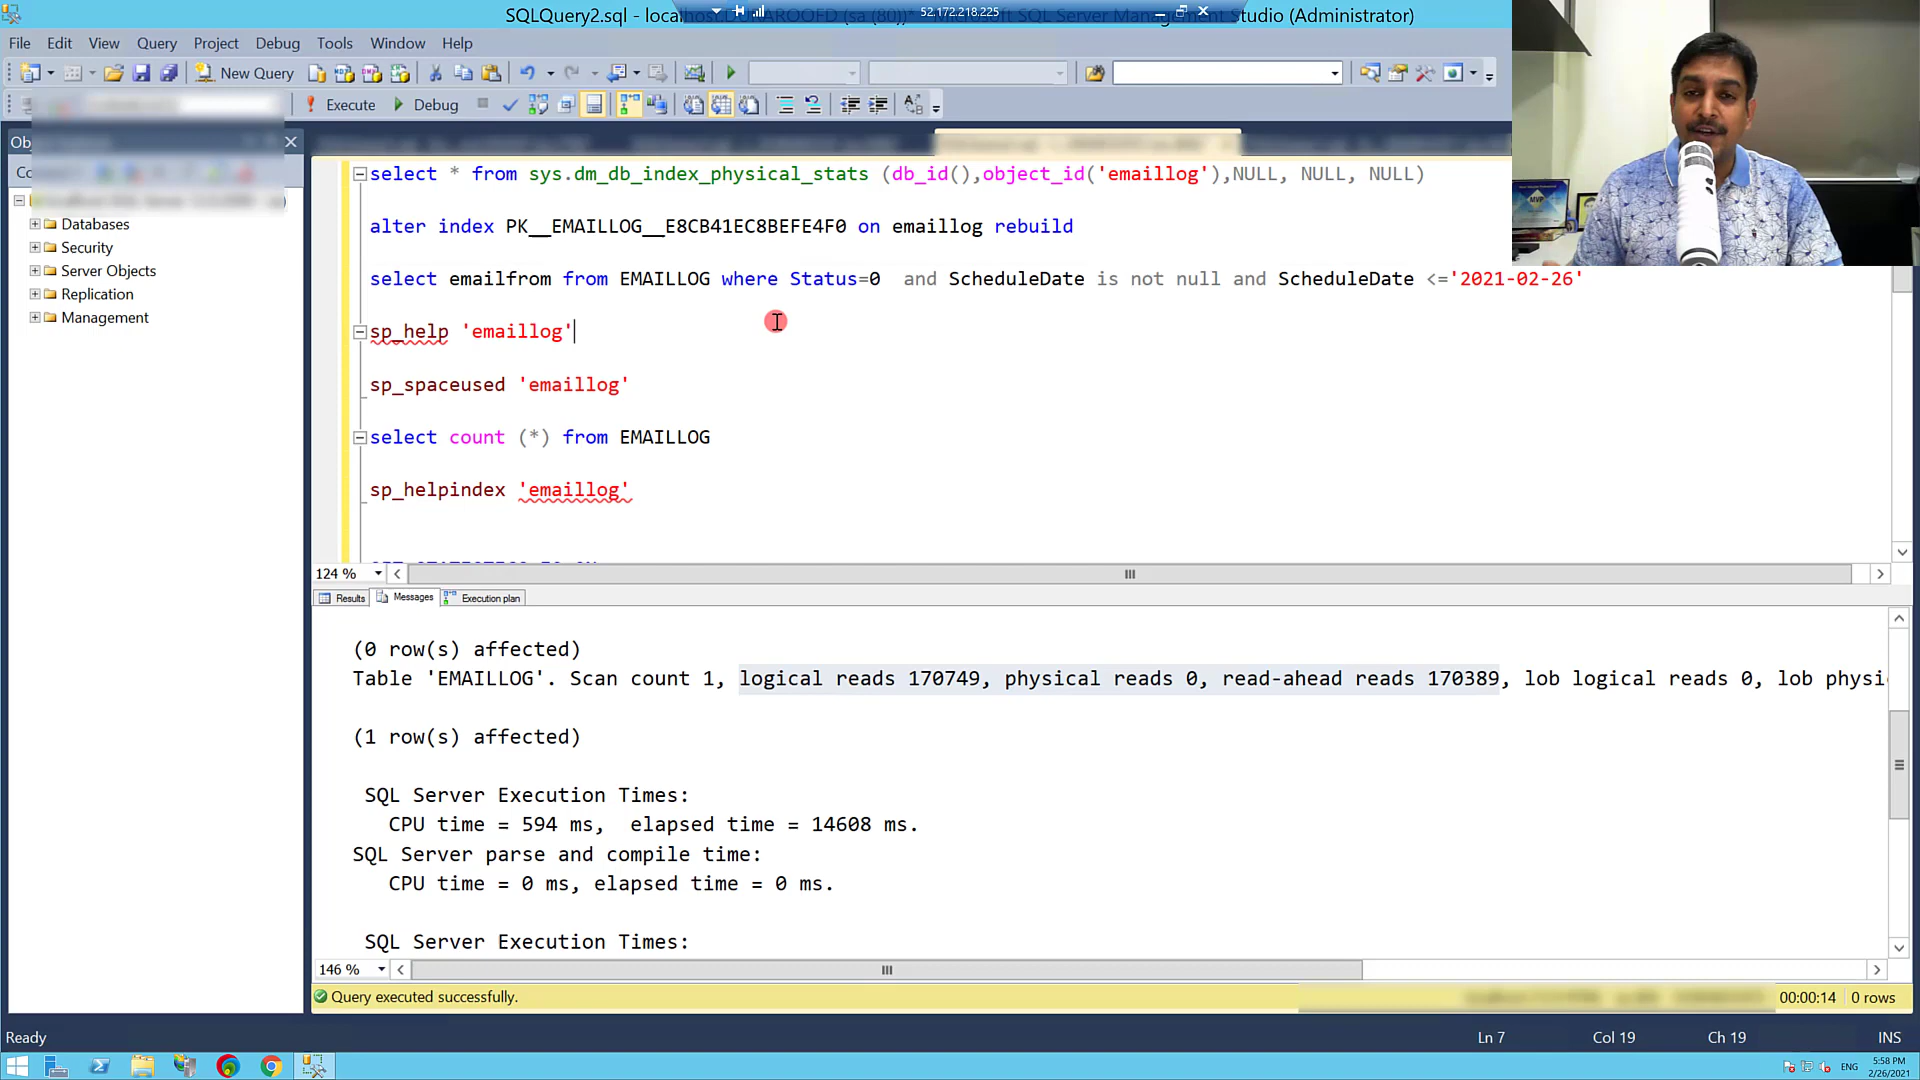 SQLQuery2.sql - localhost.
52.172.218.225
Studio (Administrator)
File Edit View Query Project Debug Tools Window Help
New Query
Execute Debug
MVP
Databases
Security
Server Objects
Replication
Management
select * from sys.dm_db_index_physical_stats (db_id(),object_id('emaillog'),NULL, NULL, NULL)
alter index PK__EMAILLOG__E8CB41EC8BEFE4F0 on emaillog rebuild
select emailfrom from EMAILLOG where Status=0 and ScheduleDate is not null and ScheduleDate <='2021-02-26'
sp_help 'emaillog'
sp_spaceused 'emaillog'
select count (*) from EMAILLOG
sp_helpindex 'emaillog'
124 %
Results Messages Execution plan
(0 row(s) affected)
Table 'EMAILLOG'. Scan count 1, logical reads 170749, physical reads 0, read-ahead reads 170389, lob logical reads 0, lob physi
(1 row(s) affected)
SQL Server Execution Times:
CPU time = 594 ms, elapsed time = 14608 ms.
SQL Server parse and compile time:
CPU time = 0 ms, elapsed time = 0 ms.
SQL Server Execution Times:
146 %
Query executed successfully. 00:00:14 0 rows
Ready Ln 7 Col 19 Ch 19 INS
ENG
5:58 PM
2/26/2021